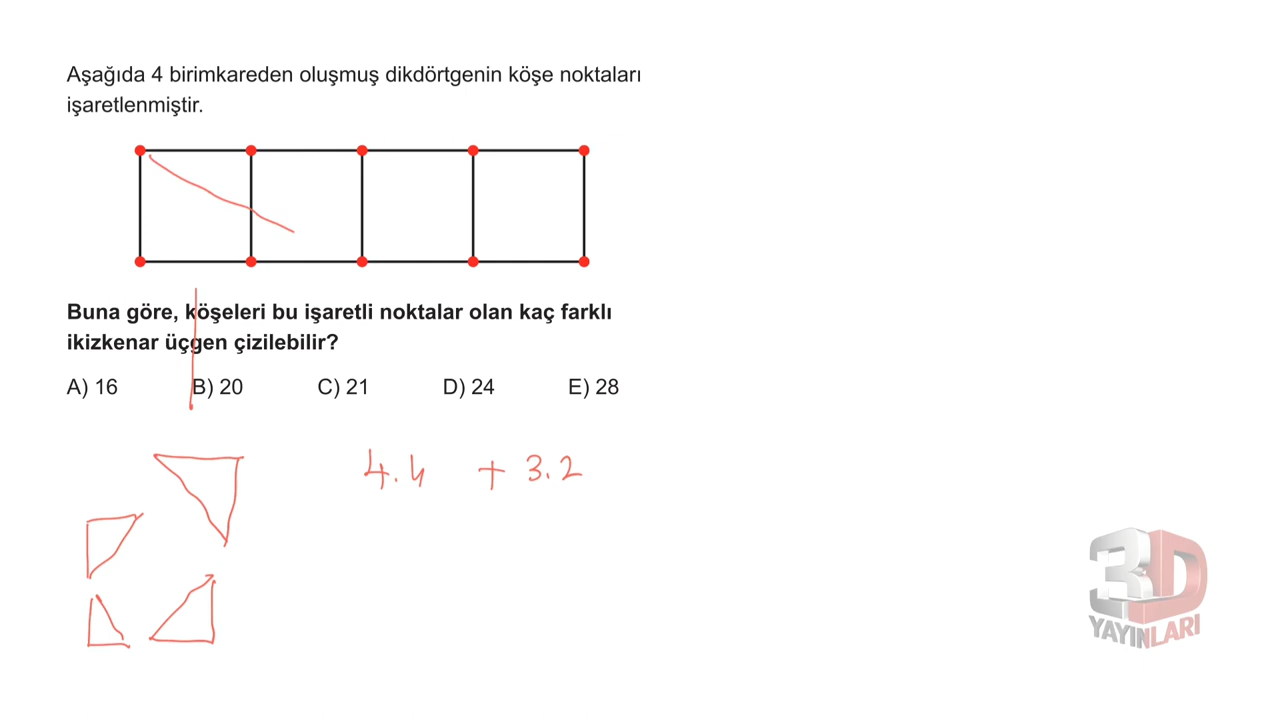 Aşağıda 4 birimkareden oluşmuş dikdörtgenin köşe noktaları
işaretlenmiştir.
Buna göre, köşeleri bu işaretli noktalar olan kaç farklı
ikizkenar üçgen çizilebilir?
A) 16 B) 20 C) 21 D) 24 E) 28
4.4 + 3.2
3D
YAYINLARI